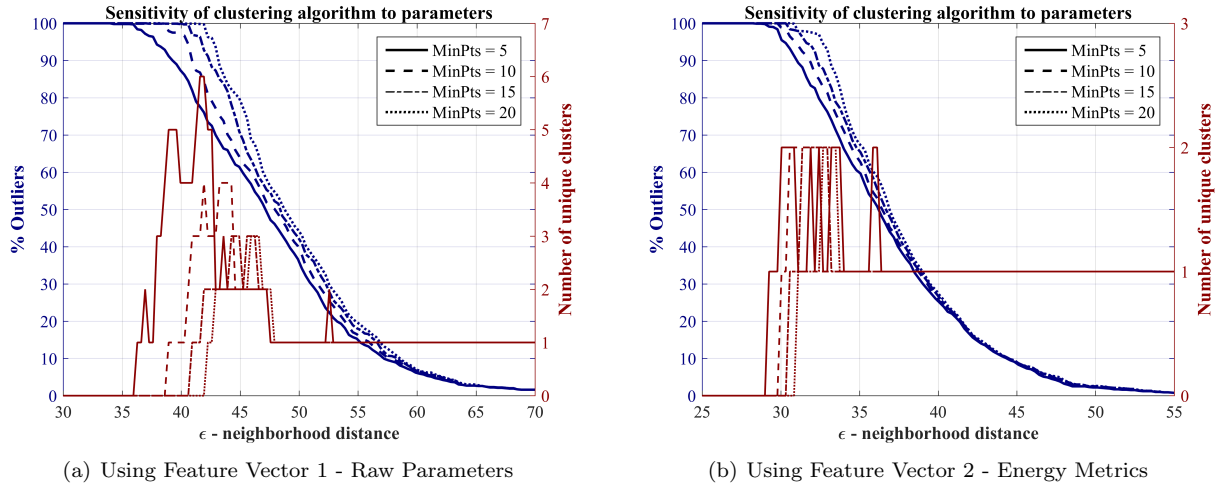 Sensitivity of clustering algorithm to parameters
100
90
80
70
60
50
40
30
20
10
0
% Outliers
7
6
5
4
3
2
1
0
Number of unique clusters
MinPts = 5
MinPts = 10
MinPts = 15
MinPts = 20
30 35 40 45 50 55 60 65 70
ϵ - neighborhood distance
(a) Using Feature Vector 1 - Raw Parameters
Sensitivity of clustering algorithm to parameters
100
90
80
70
60
50
40
30
20
10
0
% Outliers
3
2
1
0
Number of unique clusters
MinPts = 5
MinPts = 10
MinPts = 15
MinPts = 20
25 30 35 40 45 50 55
ϵ - neighborhood distance
(b) Using Feature Vector 2 - Energy Metrics